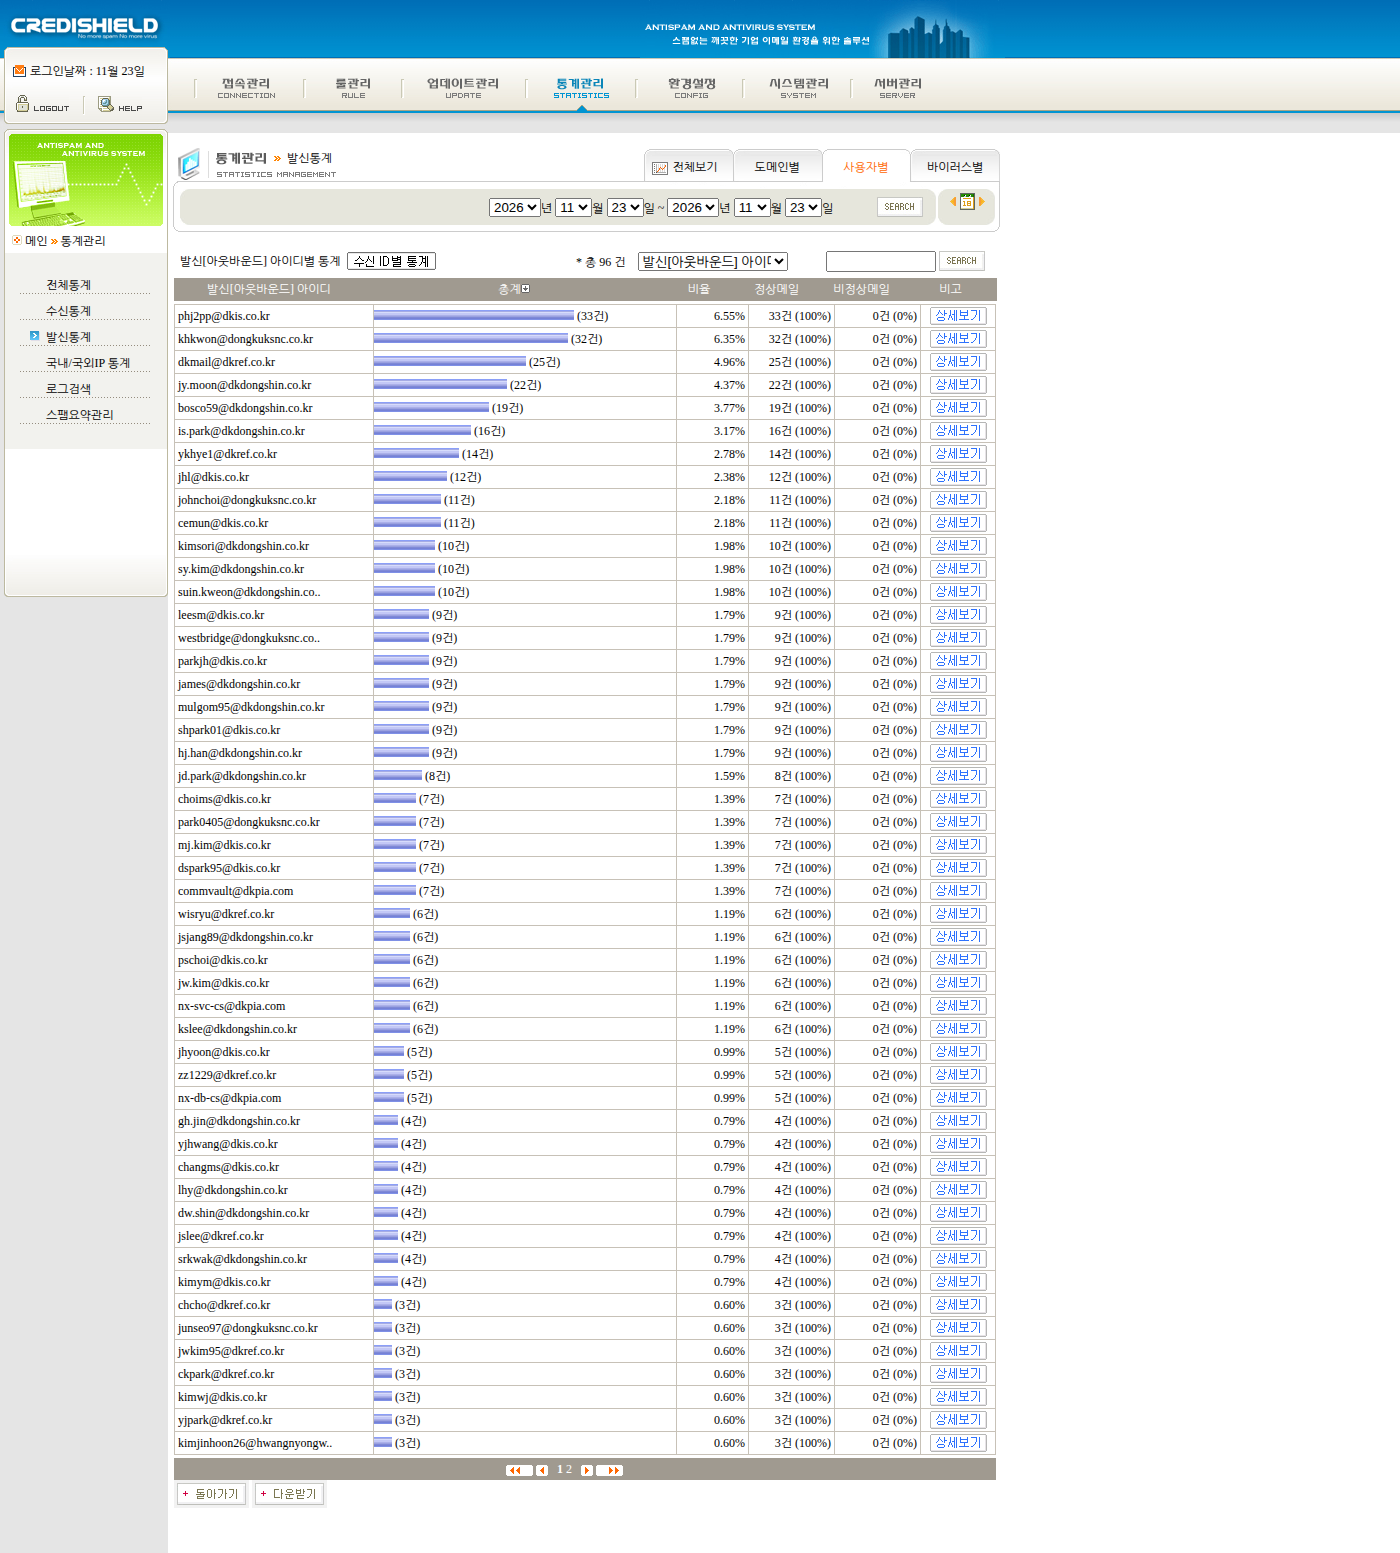 CREDISHIELD
No more spam No more virus
ANTISPAM AND ANTIVIRUS SYSTEM
스팸없는 깨끗한 기업 이메일 환경을 위한 솔루션
로그인날짜 : 11월 23일
LOGOUT HELP
접속관리 룰관리 업데이트관리 통계관리 환경설정 시스템관리 서버관리
CONNECTION RULE UPDATE STATISTICS CONFIG SYSTEM SERVER
ANTISPAM AND
ANTIVIRUS SYSTEM
메인 » 통계관리
전체통계
수신통계
발신통계
국내/국외IP 통계
로그검색
스팸요약관리
통계관리 » 발신통계
STATISTICS MANAGEMENT
전체보기 도메인별 사용자별 바이러스별
2026 년 11 월 23 일 ~ 2026 년 11 월 23 일 SEARCH 18
발신[아웃바운드] 아이디별 통계 수신 ID별 통계 * 총 96 건 발신[아웃바운드] 아이디 SEARCH
발신[아웃바운드] 아이디 총계 비율 정상메일 비정상메일 비고
phj2pp@dkis.co.kr (33건) 6.55% 33건 (100%) 0건 (0%) 상세보기
khkwon@dongkuksnc.co.kr (32건) 6.35% 32건 (100%) 0건 (0%) 상세보기
dkmail@dkref.co.kr (25건) 4.96% 25건 (100%) 0건 (0%) 상세보기
jy.moon@dkdongshin.co.kr (22건) 4.37% 22건 (100%) 0건 (0%) 상세보기
bosco59@dkdongshin.co.kr (19건) 3.77% 19건 (100%) 0건 (0%) 상세보기
is.park@dkdongshin.co.kr (16건) 3.17% 16건 (100%) 0건 (0%) 상세보기
ykhye1@dkref.co.kr (14건) 2.78% 14건 (100%) 0건 (0%) 상세보기
jhl@dkis.co.kr (12건) 2.38% 12건 (100%) 0건 (0%) 상세보기
johnchoi@dongkuksnc.co.kr (11건) 2.18% 11건 (100%) 0건 (0%) 상세보기
cemun@dkis.co.kr (11건) 2.18% 11건 (100%) 0건 (0%) 상세보기
kimsori@dkdongshin.co.kr (10건) 1.98% 10건 (100%) 0건 (0%) 상세보기
sy.kim@dkdongshin.co.kr (10건) 1.98% 10건 (100%) 0건 (0%) 상세보기
suin.kweon@dkdongshin.co.. (10건) 1.98% 10건 (100%) 0건 (0%) 상세보기
leesm@dkis.co.kr (9건) 1.79% 9건 (100%) 0건 (0%) 상세보기
westbridge@dongkuksnc.co.. (9건) 1.79% 9건 (100%) 0건 (0%) 상세보기
parkjh@dkis.co.kr (9건) 1.79% 9건 (100%) 0건 (0%) 상세보기
james@dkdongshin.co.kr (9건) 1.79% 9건 (100%) 0건 (0%) 상세보기
mulgom95@dkdongshin.co.kr (9건) 1.79% 9건 (100%) 0건 (0%) 상세보기
shpark01@dkis.co.kr (9건) 1.79% 9건 (100%) 0건 (0%) 상세보기
hj.han@dkdongshin.co.kr (9건) 1.79% 9건 (100%) 0건 (0%) 상세보기
jd.park@dkdongshin.co.kr (8건) 1.59% 8건 (100%) 0건 (0%) 상세보기
choims@dkis.co.kr (7건) 1.39% 7건 (100%) 0건 (0%) 상세보기
park0405@dongkuksnc.co.kr (7건) 1.39% 7건 (100%) 0건 (0%) 상세보기
mj.kim@dkis.co.kr (7건) 1.39% 7건 (100%) 0건 (0%) 상세보기
dspark95@dkis.co.kr (7건) 1.39% 7건 (100%) 0건 (0%) 상세보기
commvault@dkpia.com (7건) 1.39% 7건 (100%) 0건 (0%) 상세보기
wisryu@dkref.co.kr (6건) 1.19% 6건 (100%) 0건 (0%) 상세보기
jsjang89@dkdongshin.co.kr (6건) 1.19% 6건 (100%) 0건 (0%) 상세보기
pschoi@dkis.co.kr (6건) 1.19% 6건 (100%) 0건 (0%) 상세보기
jw.kim@dkis.co.kr (6건) 1.19% 6건 (100%) 0건 (0%) 상세보기
nx-svc-cs@dkpia.com (6건) 1.19% 6건 (100%) 0건 (0%) 상세보기
kslee@dkdongshin.co.kr (6건) 1.19% 6건 (100%) 0건 (0%) 상세보기
jhyoon@dkis.co.kr (5건) 0.99% 5건 (100%) 0건 (0%) 상세보기
zz1229@dkref.co.kr (5건) 0.99% 5건 (100%) 0건 (0%) 상세보기
nx-db-cs@dkpia.com (5건) 0.99% 5건 (100%) 0건 (0%) 상세보기
gh.jin@dkdongshin.co.kr (4건) 0.79% 4건 (100%) 0건 (0%) 상세보기
yjhwang@dkis.co.kr (4건) 0.79% 4건 (100%) 0건 (0%) 상세보기
changms@dkis.co.kr (4건) 0.79% 4건 (100%) 0건 (0%) 상세보기
lhy@dkdongshin.co.kr (4건) 0.79% 4건 (100%) 0건 (0%) 상세보기
dw.shin@dkdongshin.co.kr (4건) 0.79% 4건 (100%) 0건 (0%) 상세보기
jslee@dkref.co.kr (4건) 0.79% 4건 (100%) 0건 (0%) 상세보기
srkwak@dkdongshin.co.kr (4건) 0.79% 4건 (100%) 0건 (0%) 상세보기
kimym@dkis.co.kr (4건) 0.79% 4건 (100%) 0건 (0%) 상세보기
chcho@dkref.co.kr (3건) 0.60% 3건 (100%) 0건 (0%) 상세보기
junseo97@dongkuksnc.co.kr (3건) 0.60% 3건 (100%) 0건 (0%) 상세보기
jwkim95@dkref.co.kr (3건) 0.60% 3건 (100%) 0건 (0%) 상세보기
ckpark@dkref.co.kr (3건) 0.60% 3건 (100%) 0건 (0%) 상세보기
kimwj@dkis.co.kr (3건) 0.60% 3건 (100%) 0건 (0%) 상세보기
yjpark@dkref.co.kr (3건) 0.60% 3건 (100%) 0건 (0%) 상세보기
kimjinhoon26@hwangnyongw.. (3건) 0.60% 3건 (100%) 0건 (0%) 상세보기
1 2
+ 돌아가기 + 다운받기